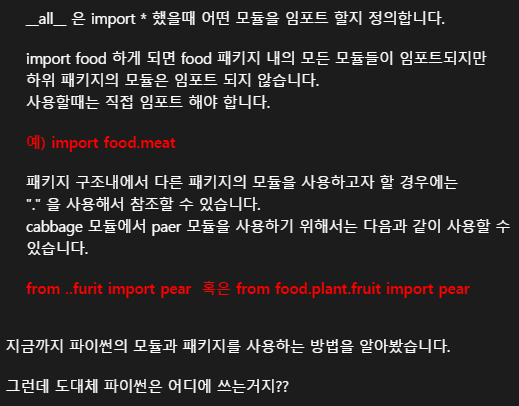 __all__ 은 import * 했을때 어떤 모듈을 임포트 할지 정의합니다.
import food 하게 되면 food 패키지 내의 모든 모듈들이 임포트되지만
하위 패키지의 모듈은 임포트 되지 않습니다.
사용할때는 직접 임포트 해야 합니다.
예) import food.meat
패키지 구조내에서 다른 패키지의 모듈을 사용하고자 할 경우에는
"." 을 사용해서 참조할 수 있습니다.
cabbage 모듈에서 paer 모듈을 사용하기 위해서는 다음과 같이 사용할 수
있습니다.
from ..furit import pear 혹은 from food.plant.fruit import pear
지금까지 파이썬의 모듈과 패키지를 사용하는 방법을 알아봤습니다.
그런데 도대체 파이썬은 어디에 쓰는거지??